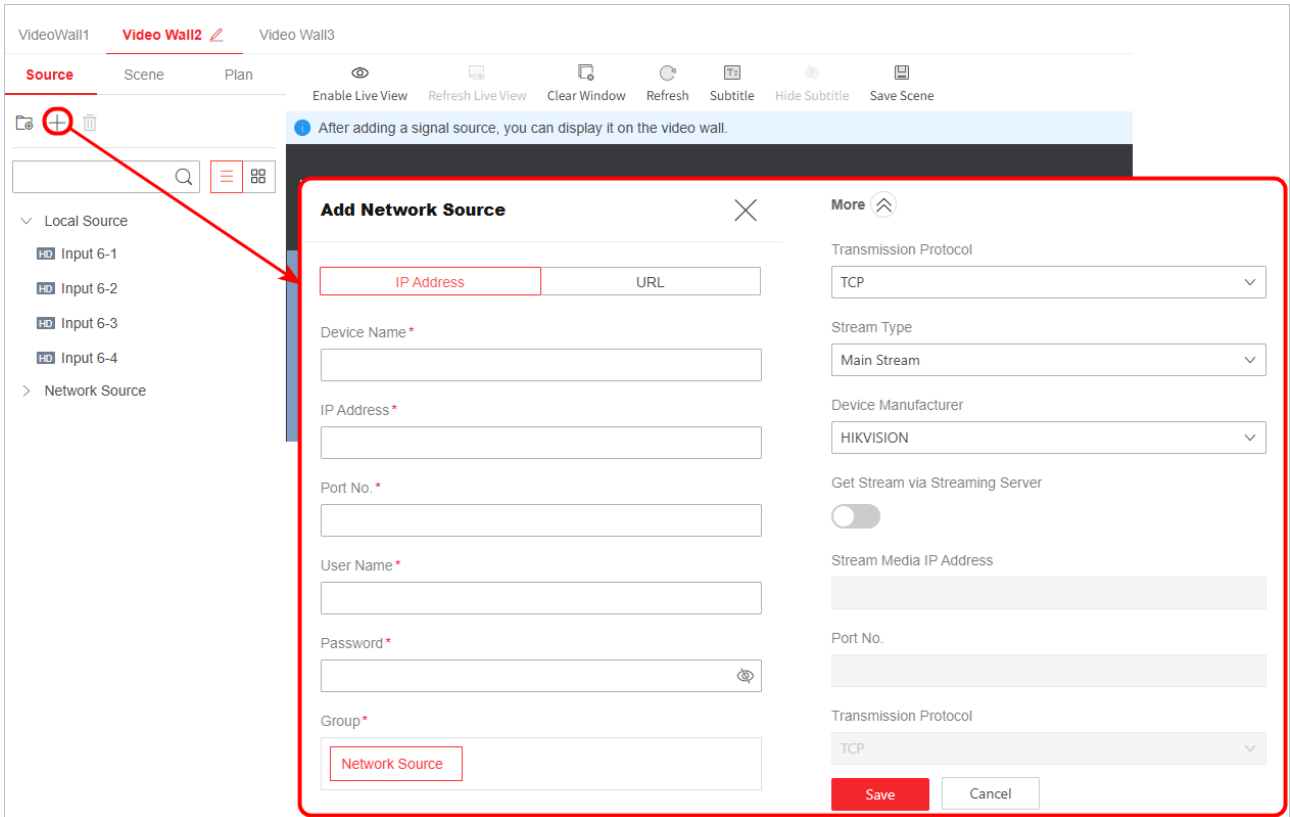 VideoWall1 Video Wall2 Video Wall3
Source Scene Plan
Enable Live View Refresh Live View Clear Window Refresh Subtitle Hide Subtitle Save Scene
After adding a signal source, you can display it on the video wall.
Local Source
HD Input 6-1
HD Input 6-2
HD Input 6-3
HD Input 6-4
Network Source
Add Network Source
IP Address URL
Device Name*
IP Address*
Port No.*
User Name*
Password*
Group*
Network Source
More
Transmission Protocol
TCP
Stream Type
Main Stream
Device Manufacturer
HIKVISION
Get Stream via Streaming Server
Stream Media IP Address
Port No.
Transmission Protocol
TCP
Save Cancel